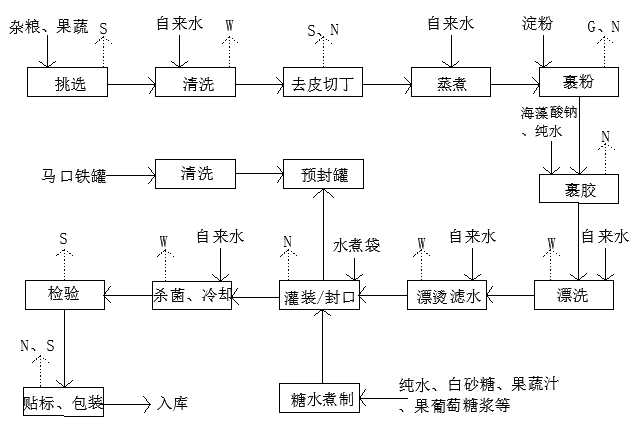 杂粮、果蔬
S
自来水
W
S、N
自来水
淀粉
G、N
挑选
清洗
去皮切丁
蒸煮
裹粉
海藻酸钠
、纯水
N
马口铁罐
清洗
预封罐
裹胶
S
W
自来水
N
水煮袋
W
自来水
W
自来水
检验
杀菌、冷却
灌装/封口
漂烫滤水
漂洗
N、S
贴标、包装
入库
糖水煮制
纯水、白砂糖、果蔬汁
、果葡萄糖浆等